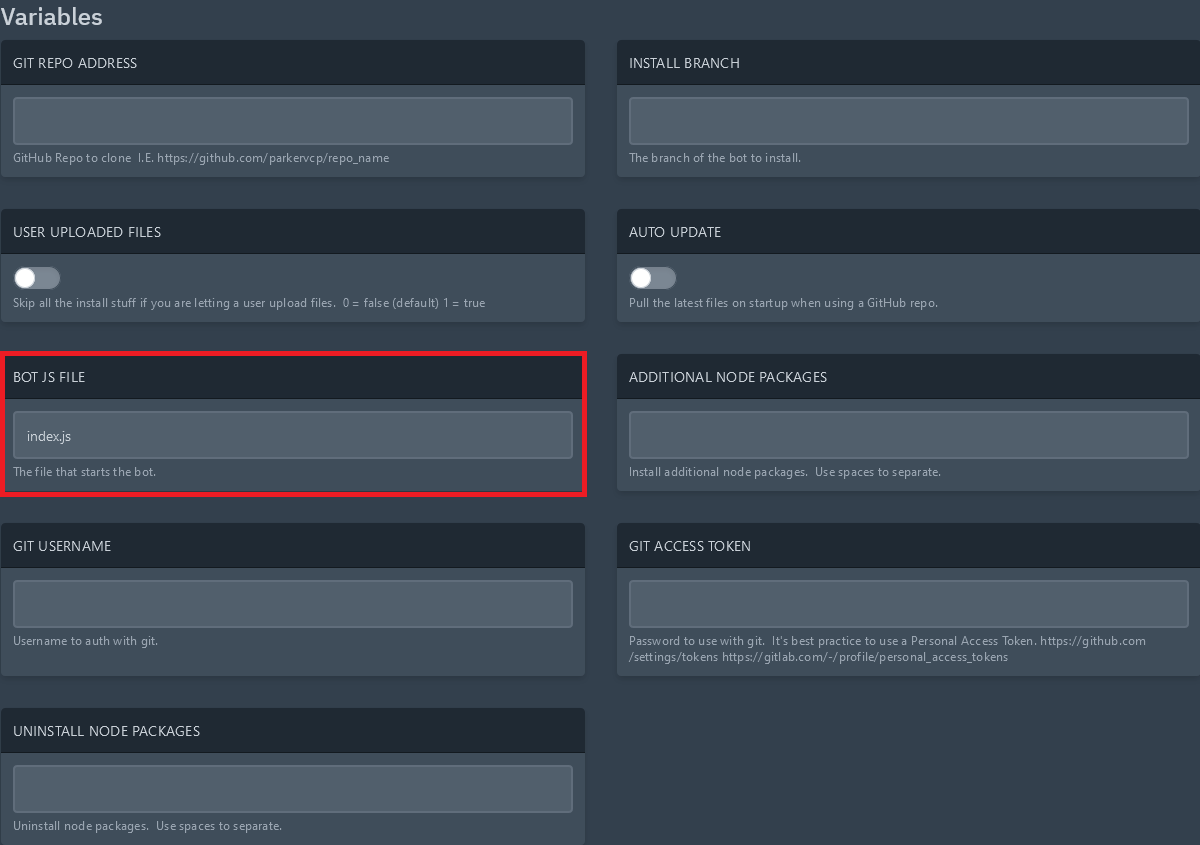 Variables
GIT REPO ADDRESS
GitHub Repo to clone  I.E. https://github.com/parkervcp/repo_name
INSTALL BRANCH
The branch of the bot to install.
USER UPLOADED FILES
Skip all the install stuff if you are letting a user upload files.  0 = false (default) 1 = true
AUTO UPDATE
Pull the latest files on startup when using a GitHub repo.
BOT JS FILE
index.js
The file that starts the bot.
ADDITIONAL NODE PACKAGES
Install additional node packages.  Use spaces to separate.
GIT USERNAME
Username to auth with git.
GIT ACCESS TOKEN
Password to use with git.  It's best practice to use a Personal Access Token. https://github.com
/settings/tokens https://gitlab.com/-/profile/personal_access_tokens
UNINSTALL NODE PACKAGES
Uninstall node packages.  Use spaces to separate.